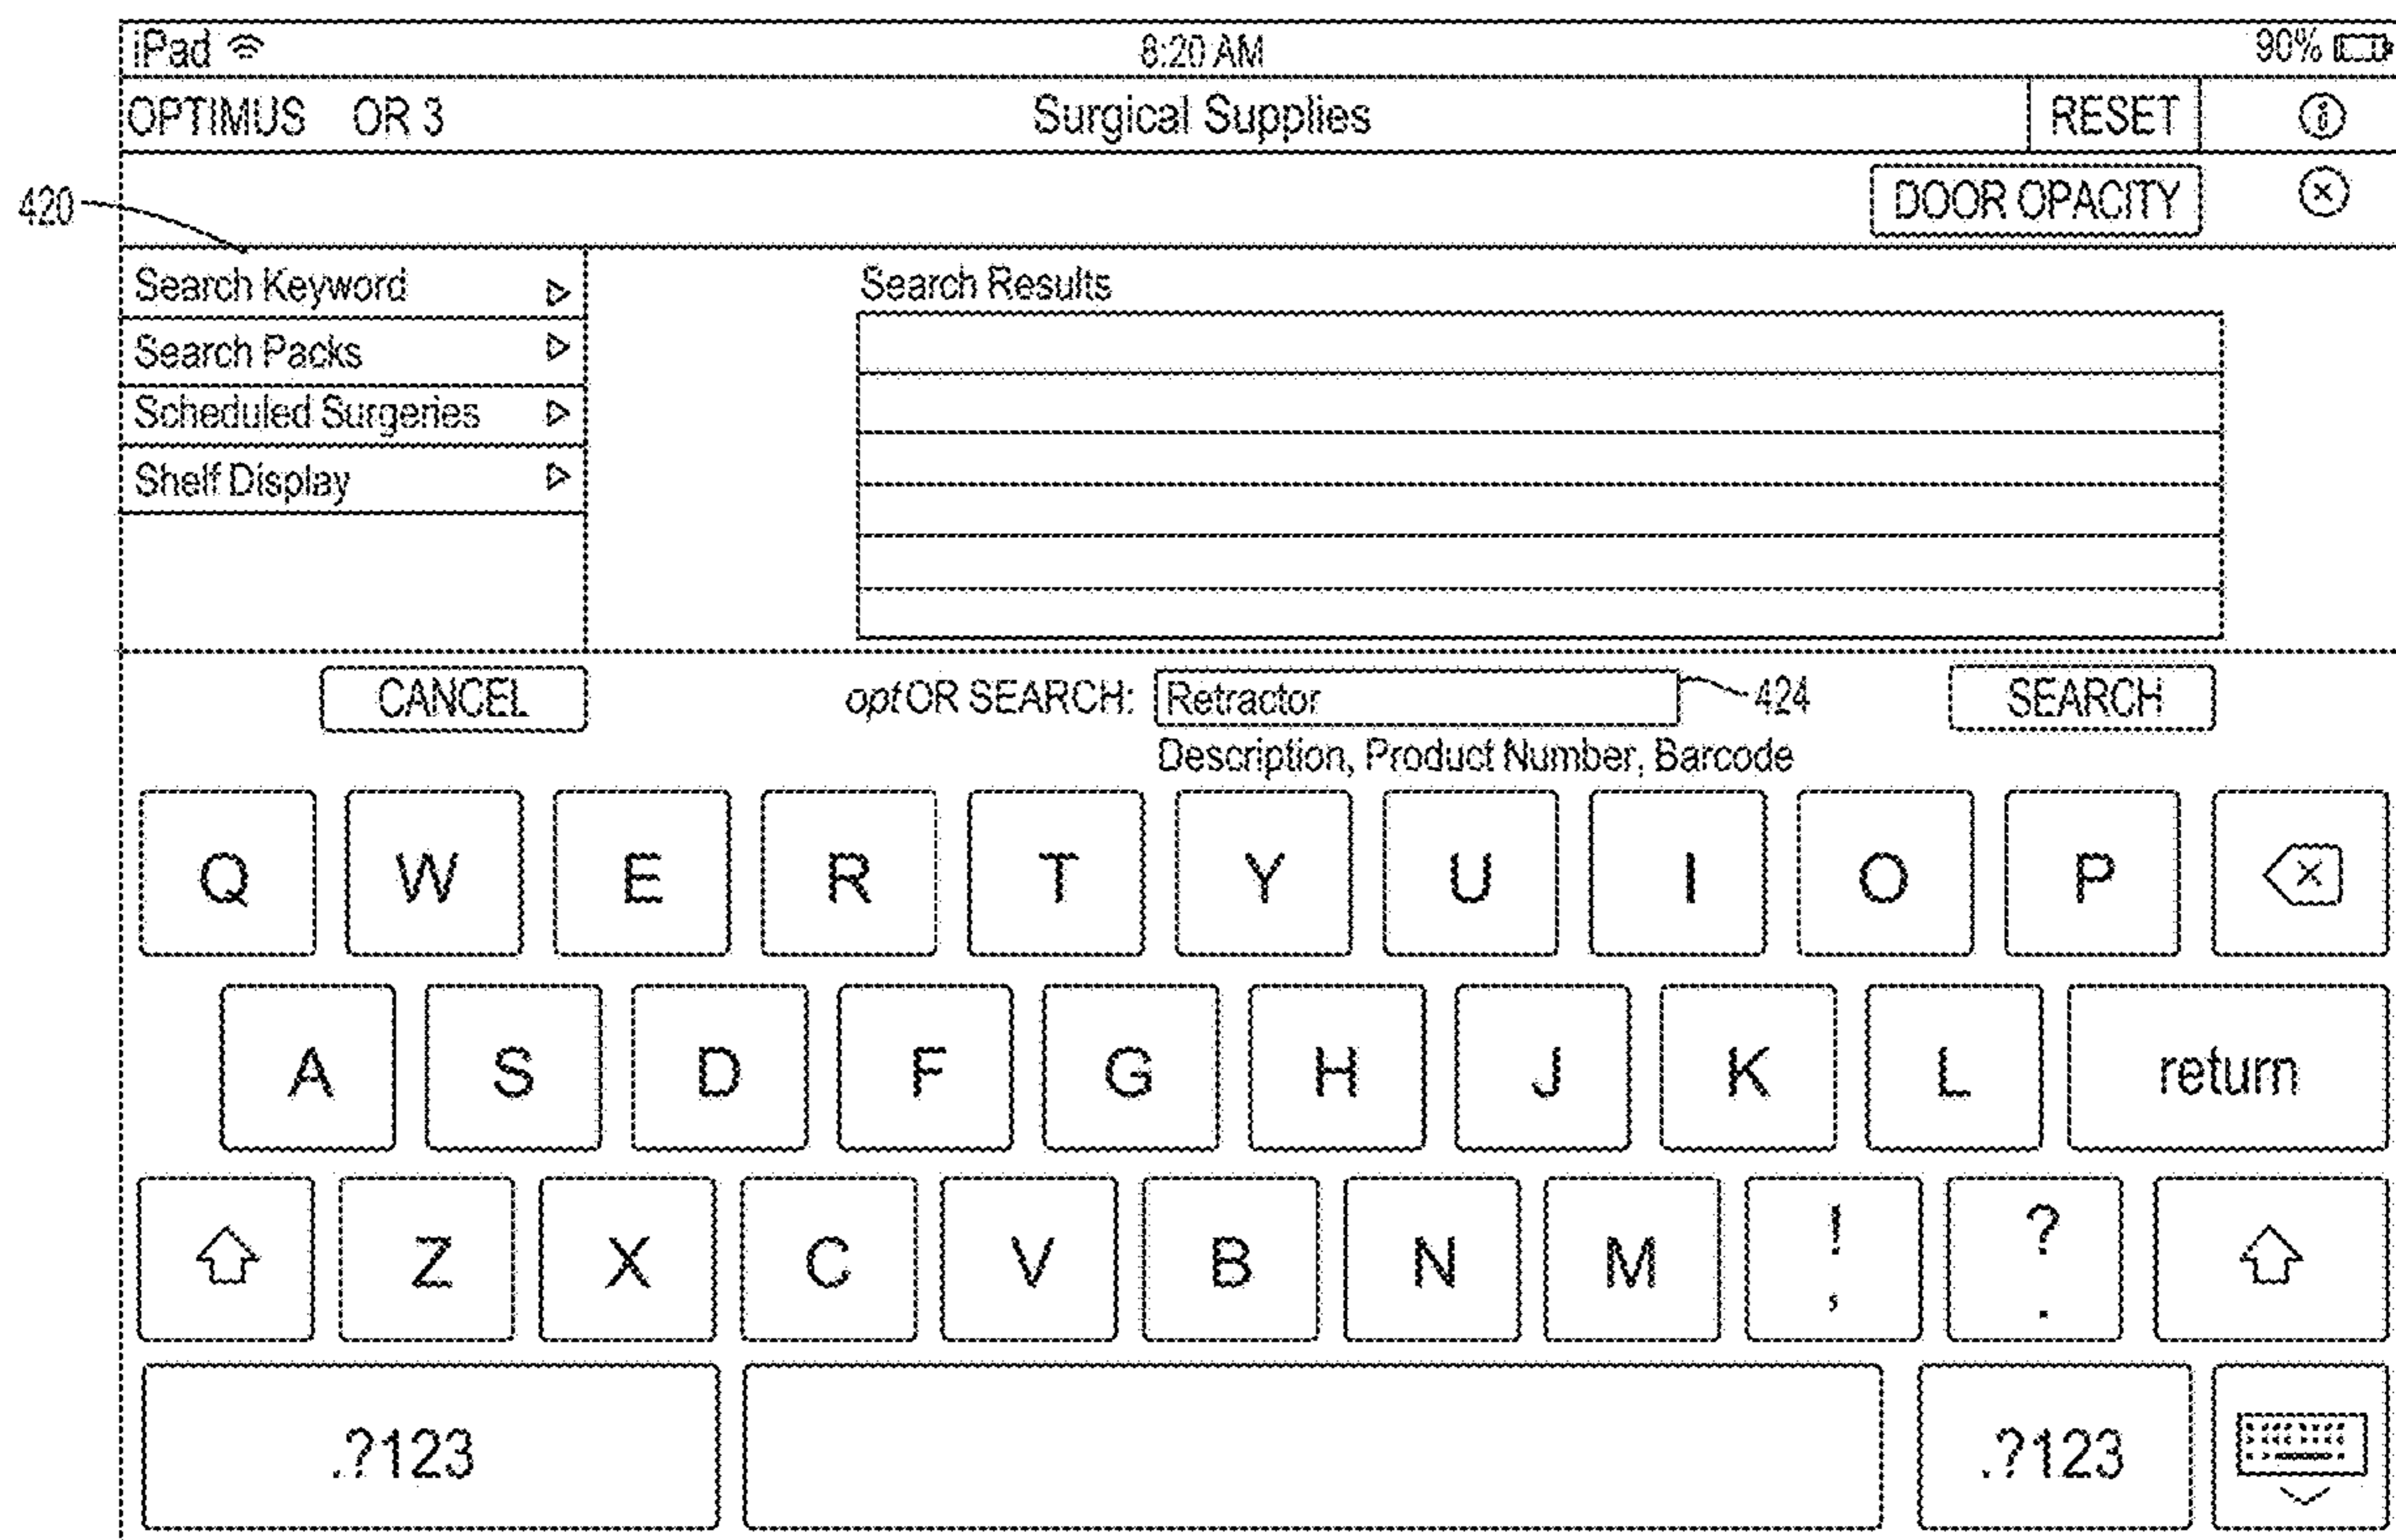 iPad 8:20 AM 90%
OPTIMUS OR 3 Surgical Supplies RESET i
420 DOOR OPACITY
Search Keyword Search Results
Search Packs
Scheduled Surgeries
Shelf Display
CANCEL optOR SEARCH: Retractor 424 SEARCH
Description, Product Number, Barcode
Q W E R T Y U I O P
A S D F G H J K L return
Z X C V B N M ! ?
, .
.?123 .?123